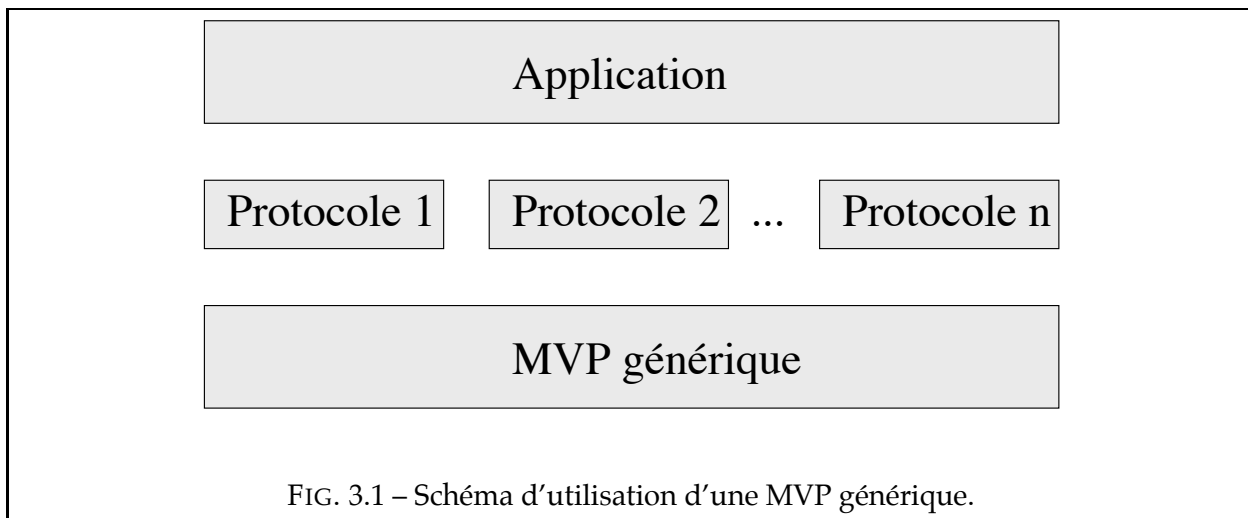 Application
Protocole 1 Protocole 2 ... Protocole n
MVP générique
FIG. 3.1 – Schéma d'utilisation d'une MVP générique.